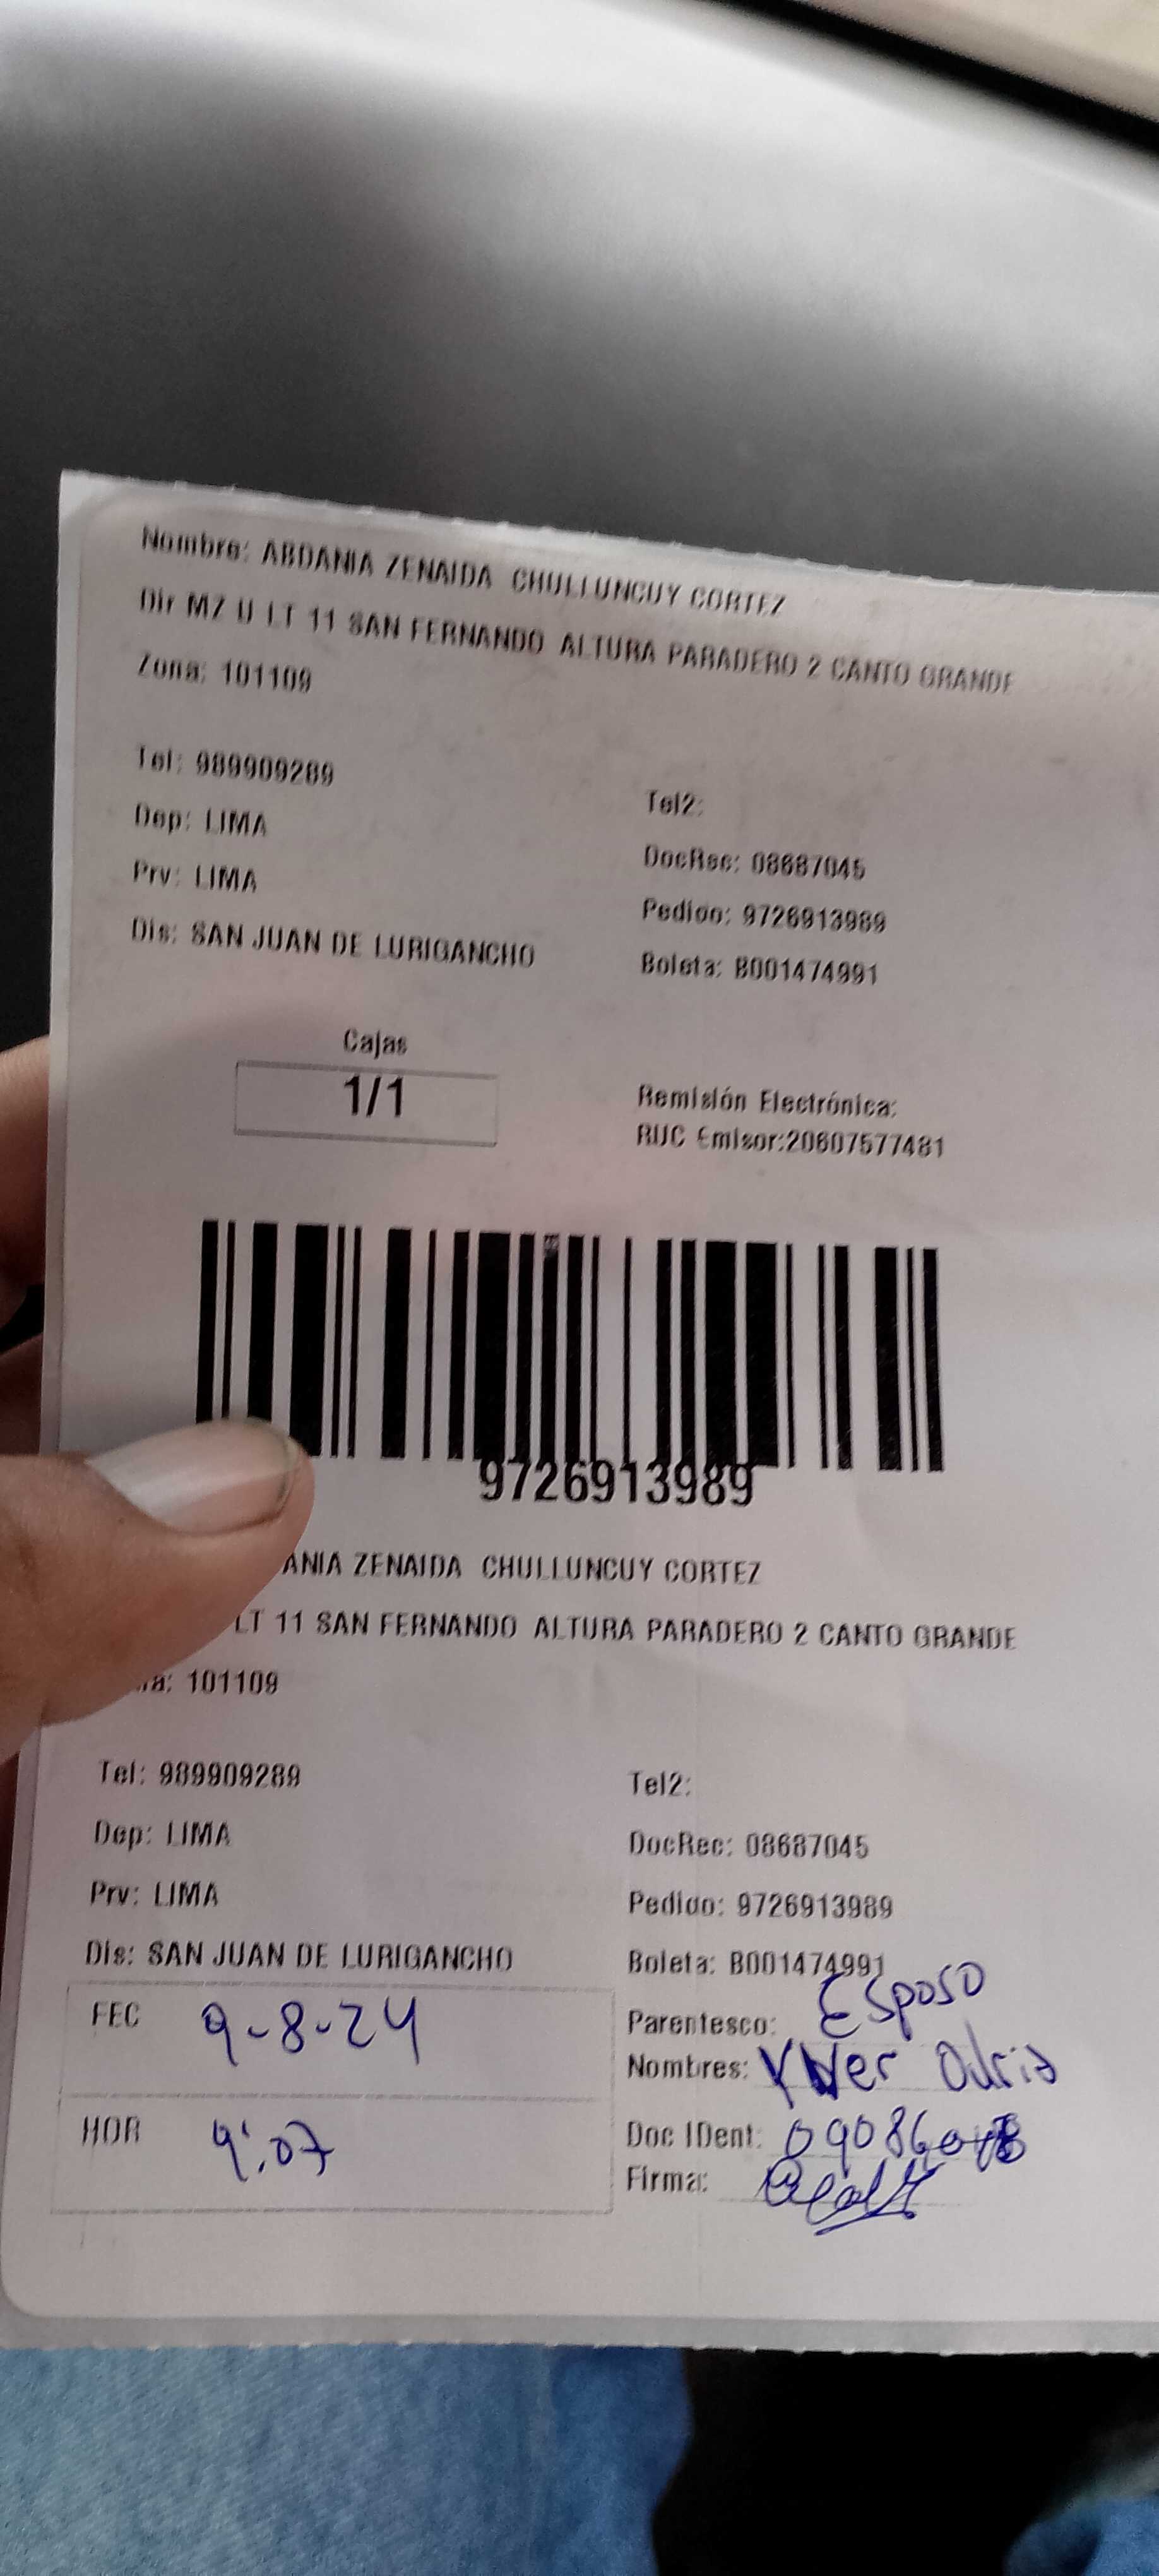 Nombre: ABDANIA ZENAIDA CHULLUNCUY CORTEZ
Dir MZ U LT 11 SAN FERNANDO ALTURA PARADERO 2 CANTO GRANDE
Zona: 101109
Tel: 989909289
Tel2:
Dep: LIMA
DocRec: 08687045
Prv: LIMA
Pedido: 9726913989
Dis: SAN JUAN DE LURIGANCHO
Boleta: B001474991
Cajas
1/1
Remisión Electrónica:
RUC Emisor:20607577481
9726913989
ANIA ZENAIDA CHULLUNCUY CORTEZ
LT 11 SAN FERNANDO ALTURA PARADERO 2 CANTO GRANDE
na: 101109
Tel: 989909289
Tel2:
Dep: LIMA
DocRec: 08687045
Prv: LIMA
Pedido: 9726913989
Dis: SAN JUAN DE LURIGANCHO
Boleta: B001474991
FEC 9-8-24
Parentesco: Esposo
Nombres:
HOR 9:07
Doc IDent:
Firma: